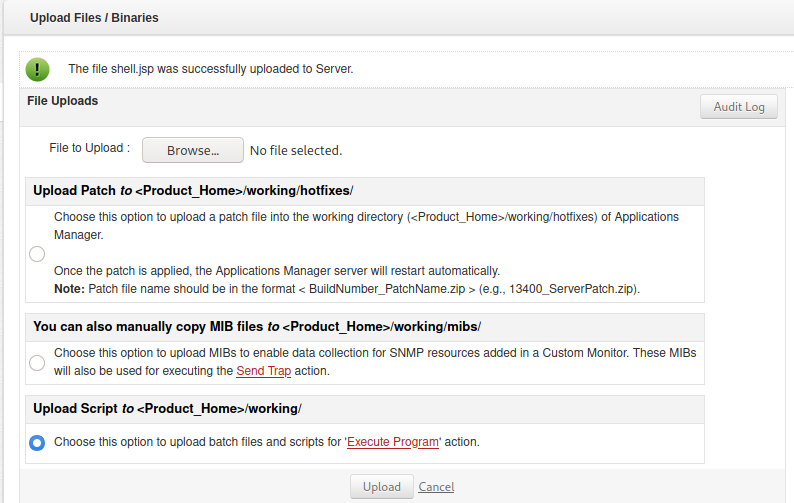 Upload Files / Binaries
The file shell.jsp was successfully uploaded to Server.
File Uploads
Audit Log
File to Upload :
Browse...
No file selected.
Upload Patch to <Product_Home>/working/hotfixes/
Choose this option to upload a patch file into the working directory (<Product_Home>/working/hotfixes) of Applications
Manager.
Once the patch is applied, the Applications Manager server will restart automatically.
Note: Patch file name should be in the format < BuildNumber_PatchName.zip > (e.g., 13400_ServerPatch.zip).
You can also manually copy MIB files to <Product_Home>/working/mibs/
Choose this option to upload MIBs to enable data collection for SNMP resources added in a Custom Monitor. These MIBs
will also be used for executing the Send Trap action.
Upload Script to <Product_Home>/working/
Choose this option to upload batch files and scripts for 'Execute Program' action.
Upload Cancel